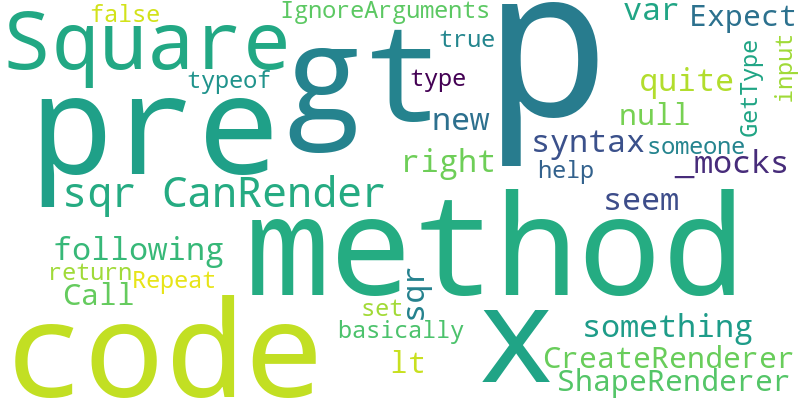 false
IgnoreArguments
var
Expect
Square
gt
p
true
typeof
type
quite
input
GetType
pre
new
null
syntax
someone
right
help
_mocks
sqr CanRender
seem
method
following
return
Repeat
Call
sqr
set
code
x
basically
something
lt
CreateRenderer
ShapeRenderer